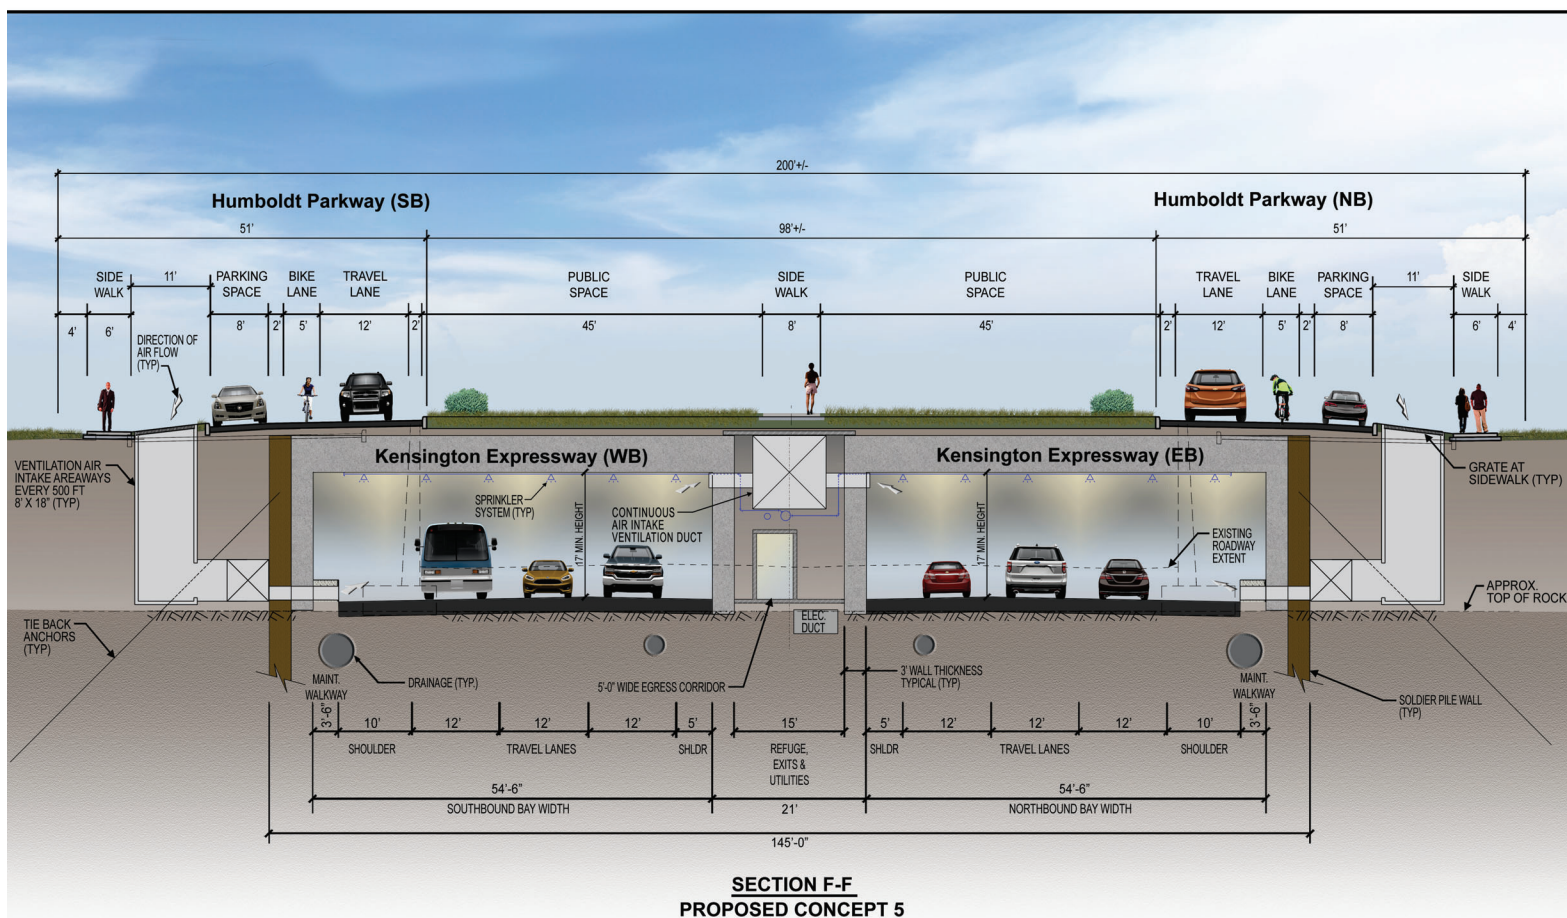 200'+/-
Humboldt Parkway (SB)
Humboldt Parkway (NB)
51'
98'+/-
51'
SIDE
WALK
11'
PARKING
SPACE
BIKE
LANE
TRAVEL
LANE
PUBLIC
SPACE
SIDE
WALK
PUBLIC
SPACE
TRAVEL
LANE
BIKE
LANE
PARKING
SPACE
11'
SIDE
WALK
4'
6'
8'
2'
5'
12'
2'
45'
8'
45'
2'
12'
5'
2'
8'
6'
4'
DIRECTION OF
AIR FLOW
(TYP)
Kensington Expressway (WB)
Kensington Expressway (EB)
VENTILATION AIR
INTAKE AREAWAYS
EVERY 500 FT
8' X 18" (TYP)
SPRINKLER
SYSTEM (TYP)
17' MIN. HEIGHT
CONTINUOUS
AIR INTAKE
VENTILATION DUCT
17' MIN. HEIGHT
EXISTING
ROADWAY
EXTENT
GRATE AT
SIDEWALK (TYP)
APPROX.
TOP OF ROCK
TIE BACK
ANCHORS
(TYP)
ELEC.
DUCT
MAINT.
WALKWAY
DRAINAGE (TYP.)
5'-0" WIDE EGRESS CORRIDOR
3' WALL THICKNESS
TYPICAL (TYP)
MAINT.
WALKWAY
SOLDIER PILE WALL
(TYP)
3'-6"
10'
12'
12'
12'
5'
15'
5'
12'
12'
12'
10'
3'-6"
SHOULDER
TRAVEL LANES
SHLDR
REFUGE,
EXITS &
UTILITIES
SHLDR
TRAVEL LANES
SHOULDER
54'-6"
54'-6"
SOUTHBOUND BAY WIDTH
21'
NORTHBOUND BAY WIDTH
145'-0"
SECTION F-F
PROPOSED CONCEPT 5